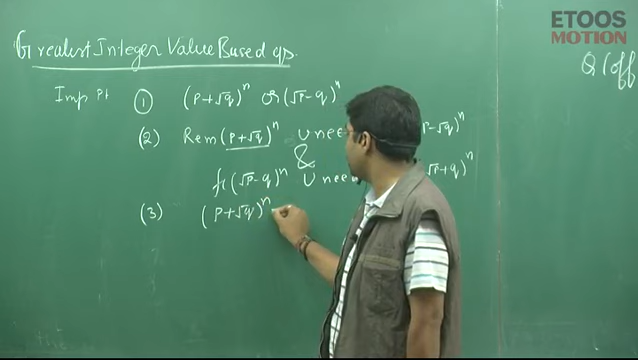 ETOOS
MOTION
Greatest Integer Value Based qs.
Q(off
Imp Pt (1) (P+√q)ⁿ or (√P-q)ⁿ
(2) Rem (P+√q)ⁿ U nee P-√q)ⁿ
&
fr (√P-q)ⁿ U nee (√P+q)ⁿ
(3) (P+√q)ⁿ